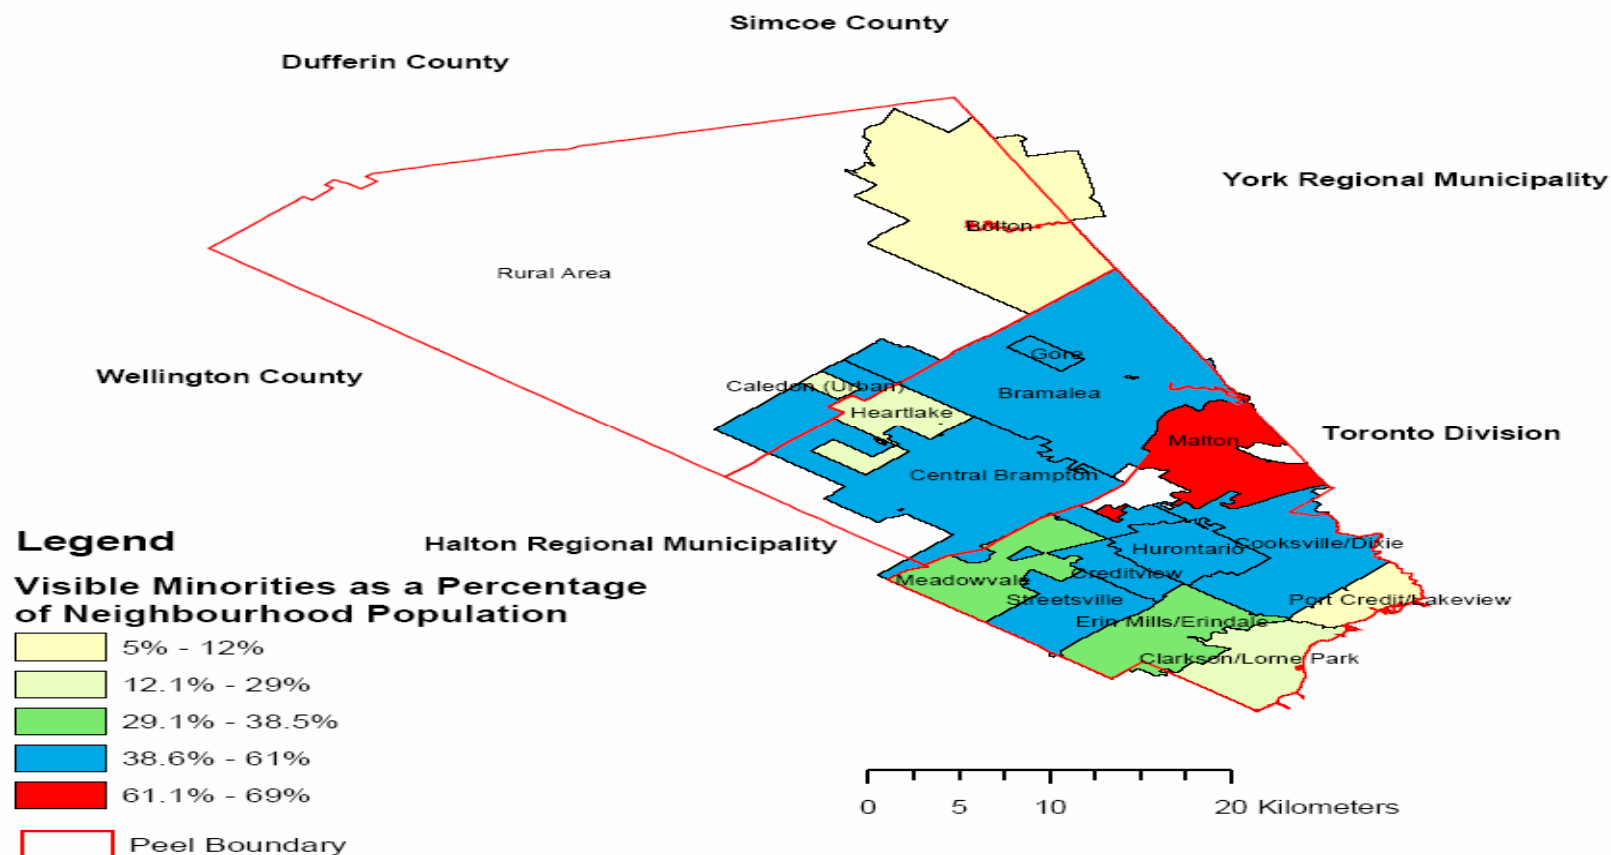 Simcoe County
Dufferin County
York Regional Municipality
Bolton
Rural Area
Gore
Wellington County
Caledon (Urban)
Bramalea
Heartlake
Malton
Toronto Division
Central Brampton
Halton Regional Municipality
Hurontario
Cooksville/Dixie
Meadowvale
Creditview
Streetsville
Port Credit/Lakeview
Erin Mills/Erindale
Clarkson/Lorne Park
Legend
Visible Minorities as a Percentage
of Neighbourhood Population
5% - 12%
12.1% - 29%
29.1% - 38.5%
38.6% - 61%
61.1% - 69%
Peel Boundary
0 5 10 20 Kilometers